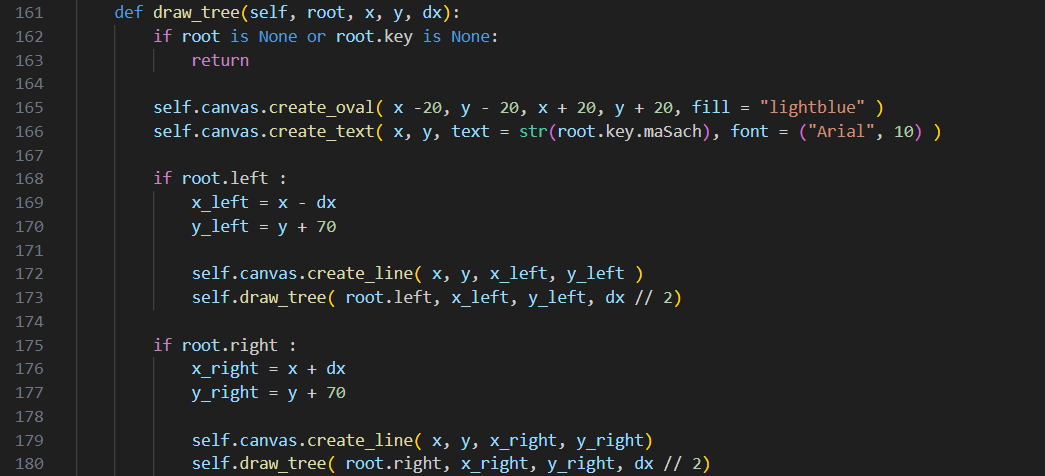 161 def draw_tree(self, root, x, y, dx):
162 if root is None or root.key is None:
163 return
164
165 self.canvas.create_oval( x -20, y - 20, x + 20, y + 20, fill = "lightblue" )
166 self.canvas.create_text( x, y, text = str(root.key.maSach), font = ("Arial", 10) )
167
168 if root.left :
169 x_left = x - dx
170 y_left = y + 70
171
172 self.canvas.create_line( x, y, x_left, y_left )
173 self.draw_tree( root.left, x_left, y_left, dx // 2)
174
175 if root.right :
176 x_right = x + dx
177 y_right = y + 70
178
179 self.canvas.create_line( x, y, x_right, y_right)
180 self.draw_tree( root.right, x_right, y_right, dx // 2)